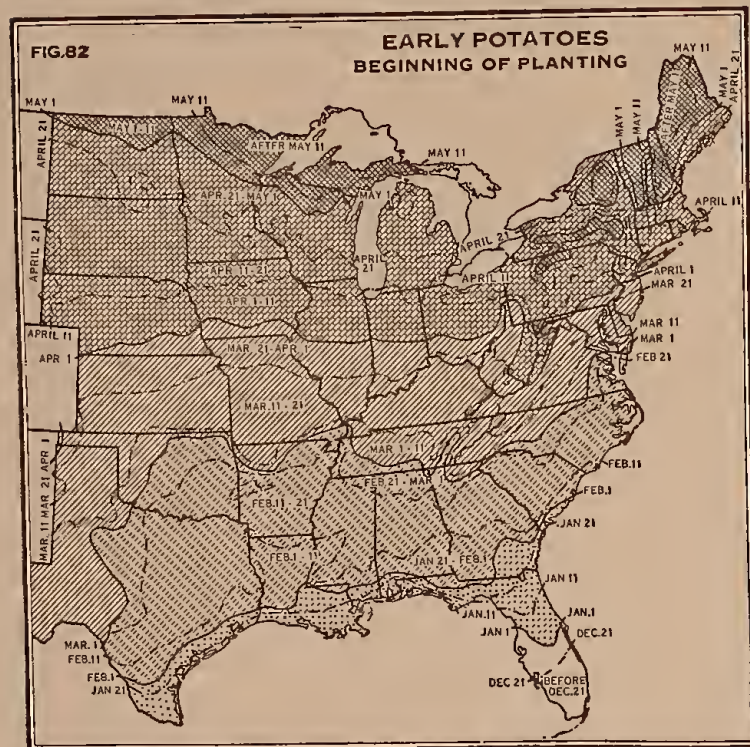 FIG.82
EARLY POTATOES
BEGINNING OF PLANTING
MAY 11
MAY 1
APRIL 21
MAY 1
MAY 11
MAY 1
MAY 11
AFTER MAY 11
APRIL 21
MAY 1-11
AFTER MAY 11
MAY 11
APR. 21-MAY 1
MAY 1
APRIL 11
APRIL 21
APRIL 21
APRIL 21
APR. 11-21
APRIL 11
APRIL 1
MAR 21
APR. 1-11
MAR 11
APRIL 11
MAR 1
APR 1
MAR 21-APR. 1
FEB 21
MAR. 11-21
MAR. 1-11
FEB.11
MAR. 11 MAR 21 APR 1
FEB. 21-MAR 1
FEB.11-21
FEB.1
JAN 21
FEB.1-11
JAN 21
FEB.1
JAN.11
JAN.11
JAN.1
MAR. 1
JAN 1
DEC.21
FEB.11
FEB.1
JAN 21
DEC 21
BEFORE
DEC.21